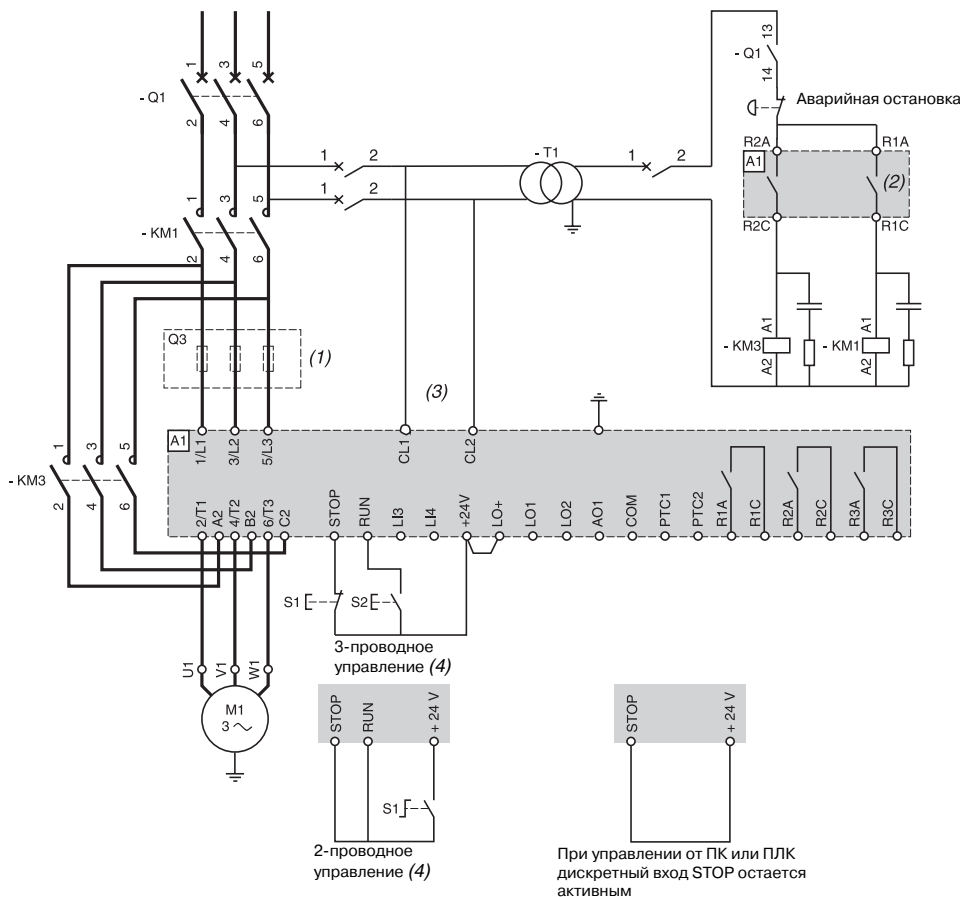 1 3 5
- Q1
2 4 6
13
- Q1
14
Аварийная остановка
1 2
1 2
- T1
1 2
R2A R1A
A1
(2)
R2C R1C
1 3 5
- KM1
2 4 6
A1 A1
- KM3 - KM1
A2 A2
Q3
(1)
(3)
A1
1/L1 3/L2 5/L3 CL1 CL2
1 3 5
- KM3
2 4 6
2/T1 A2 4/T2 B2 6/T3 C2 STOP RUN LI3 LI4 +24V LO+ LO1 LO2 AO1 COM PTC1 PTC2 R1A R1C R2A R2C R3A R3C
S1 S2
3-проводное
управление (4)
U1 V1 W1
M1
3
STOP RUN + 24 V
S1
2-проводное
управление (4)
STOP + 24 V
При управлении от ПК или ПЛК
дискретный вход STOP остается
активным